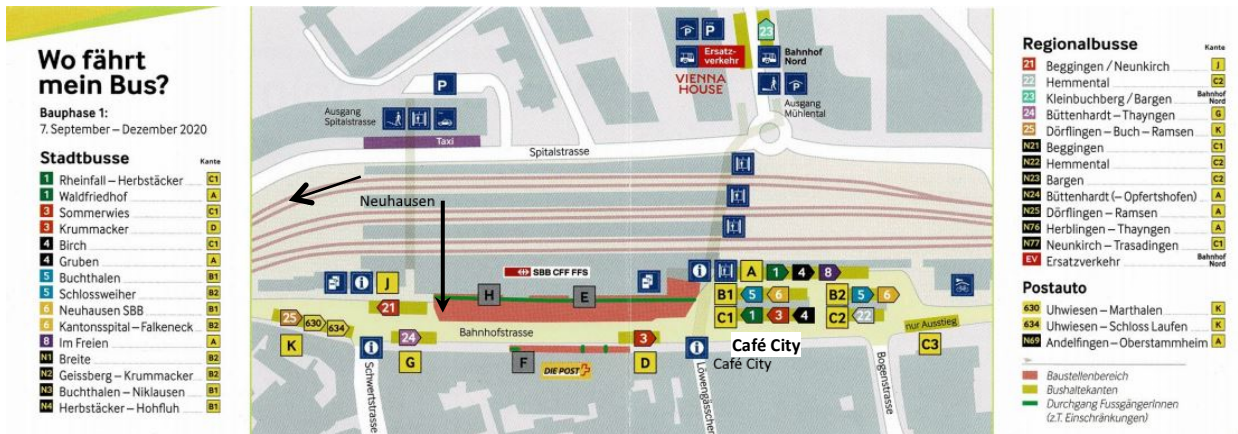 Wo fährt
mein Bus?
Bauphase 1:
7. September – Dezember 2020
Stadtbusse
Kante
1 Rheinfall – Herbstäcker C1
1 Waldfriedhof A
3 Sommerwies C1
3 Krummacker D
4 Birch C1
4 Gruben A
5 Buchthalen B1
5 Schlossweiher B2
6 Neuhausen SBB B1
6 Kantonsspital – Falkeneck B2
8 Im Freien A
N1 Breite B2
N2 Geissberg – Krummacker B2
N3 Buchthalen – Niklausen B1
N4 Herbstäcker – Hohfluh B1
P
Ausgang
Spitalstrasse
Taxi
Spitalstrasse
P P
Ersatz-
verkehr
VIENNA
HOUSE
23
Bahnhof
Nord
P
Ausgang
Mühlental
Neuhausen
SBB CFF FFS
i J
H E
i A 1 4 8
21
B1 5 6
B2 5 6
C1 1 3 4
C2 22
25 630 634
K
Bahnhofstrasse
24
i G
F
DIE POST
3
D
i Café City
Café City
nur Ausstieg
C3
Schwertstrasse
Löwengässchen
Bogenstrasse
Regionalbusse
Kante
21 Beggingen / Neunkirch J
22 Hemmental C2
23 Kleinbuchberg / Bargen Bahnhof Nord
24 Büttenhardt – Thayngen G
25 Dörflingen – Buch – Ramsen K
N21 Beggingen C1
N22 Hemmental C2
N23 Bargen C2
N24 Büttenhardt (– Opfertshofen) A
N25 Dörflingen – Ramsen A
N76 Herblingen – Thayngen A
N77 Neunkirch – Trasadingen C1
EV Ersatzverkehr Bahnhof Nord
Postauto
630 Uhwiesen – Marthalen K
634 Uhwiesen – Schloss Laufen K
N69 Andelfingen – Oberstammheim A
Baustellenbereich
Bushaltekanten
Durchgang FussgängerInnen
(z.T. Einschränkungen)